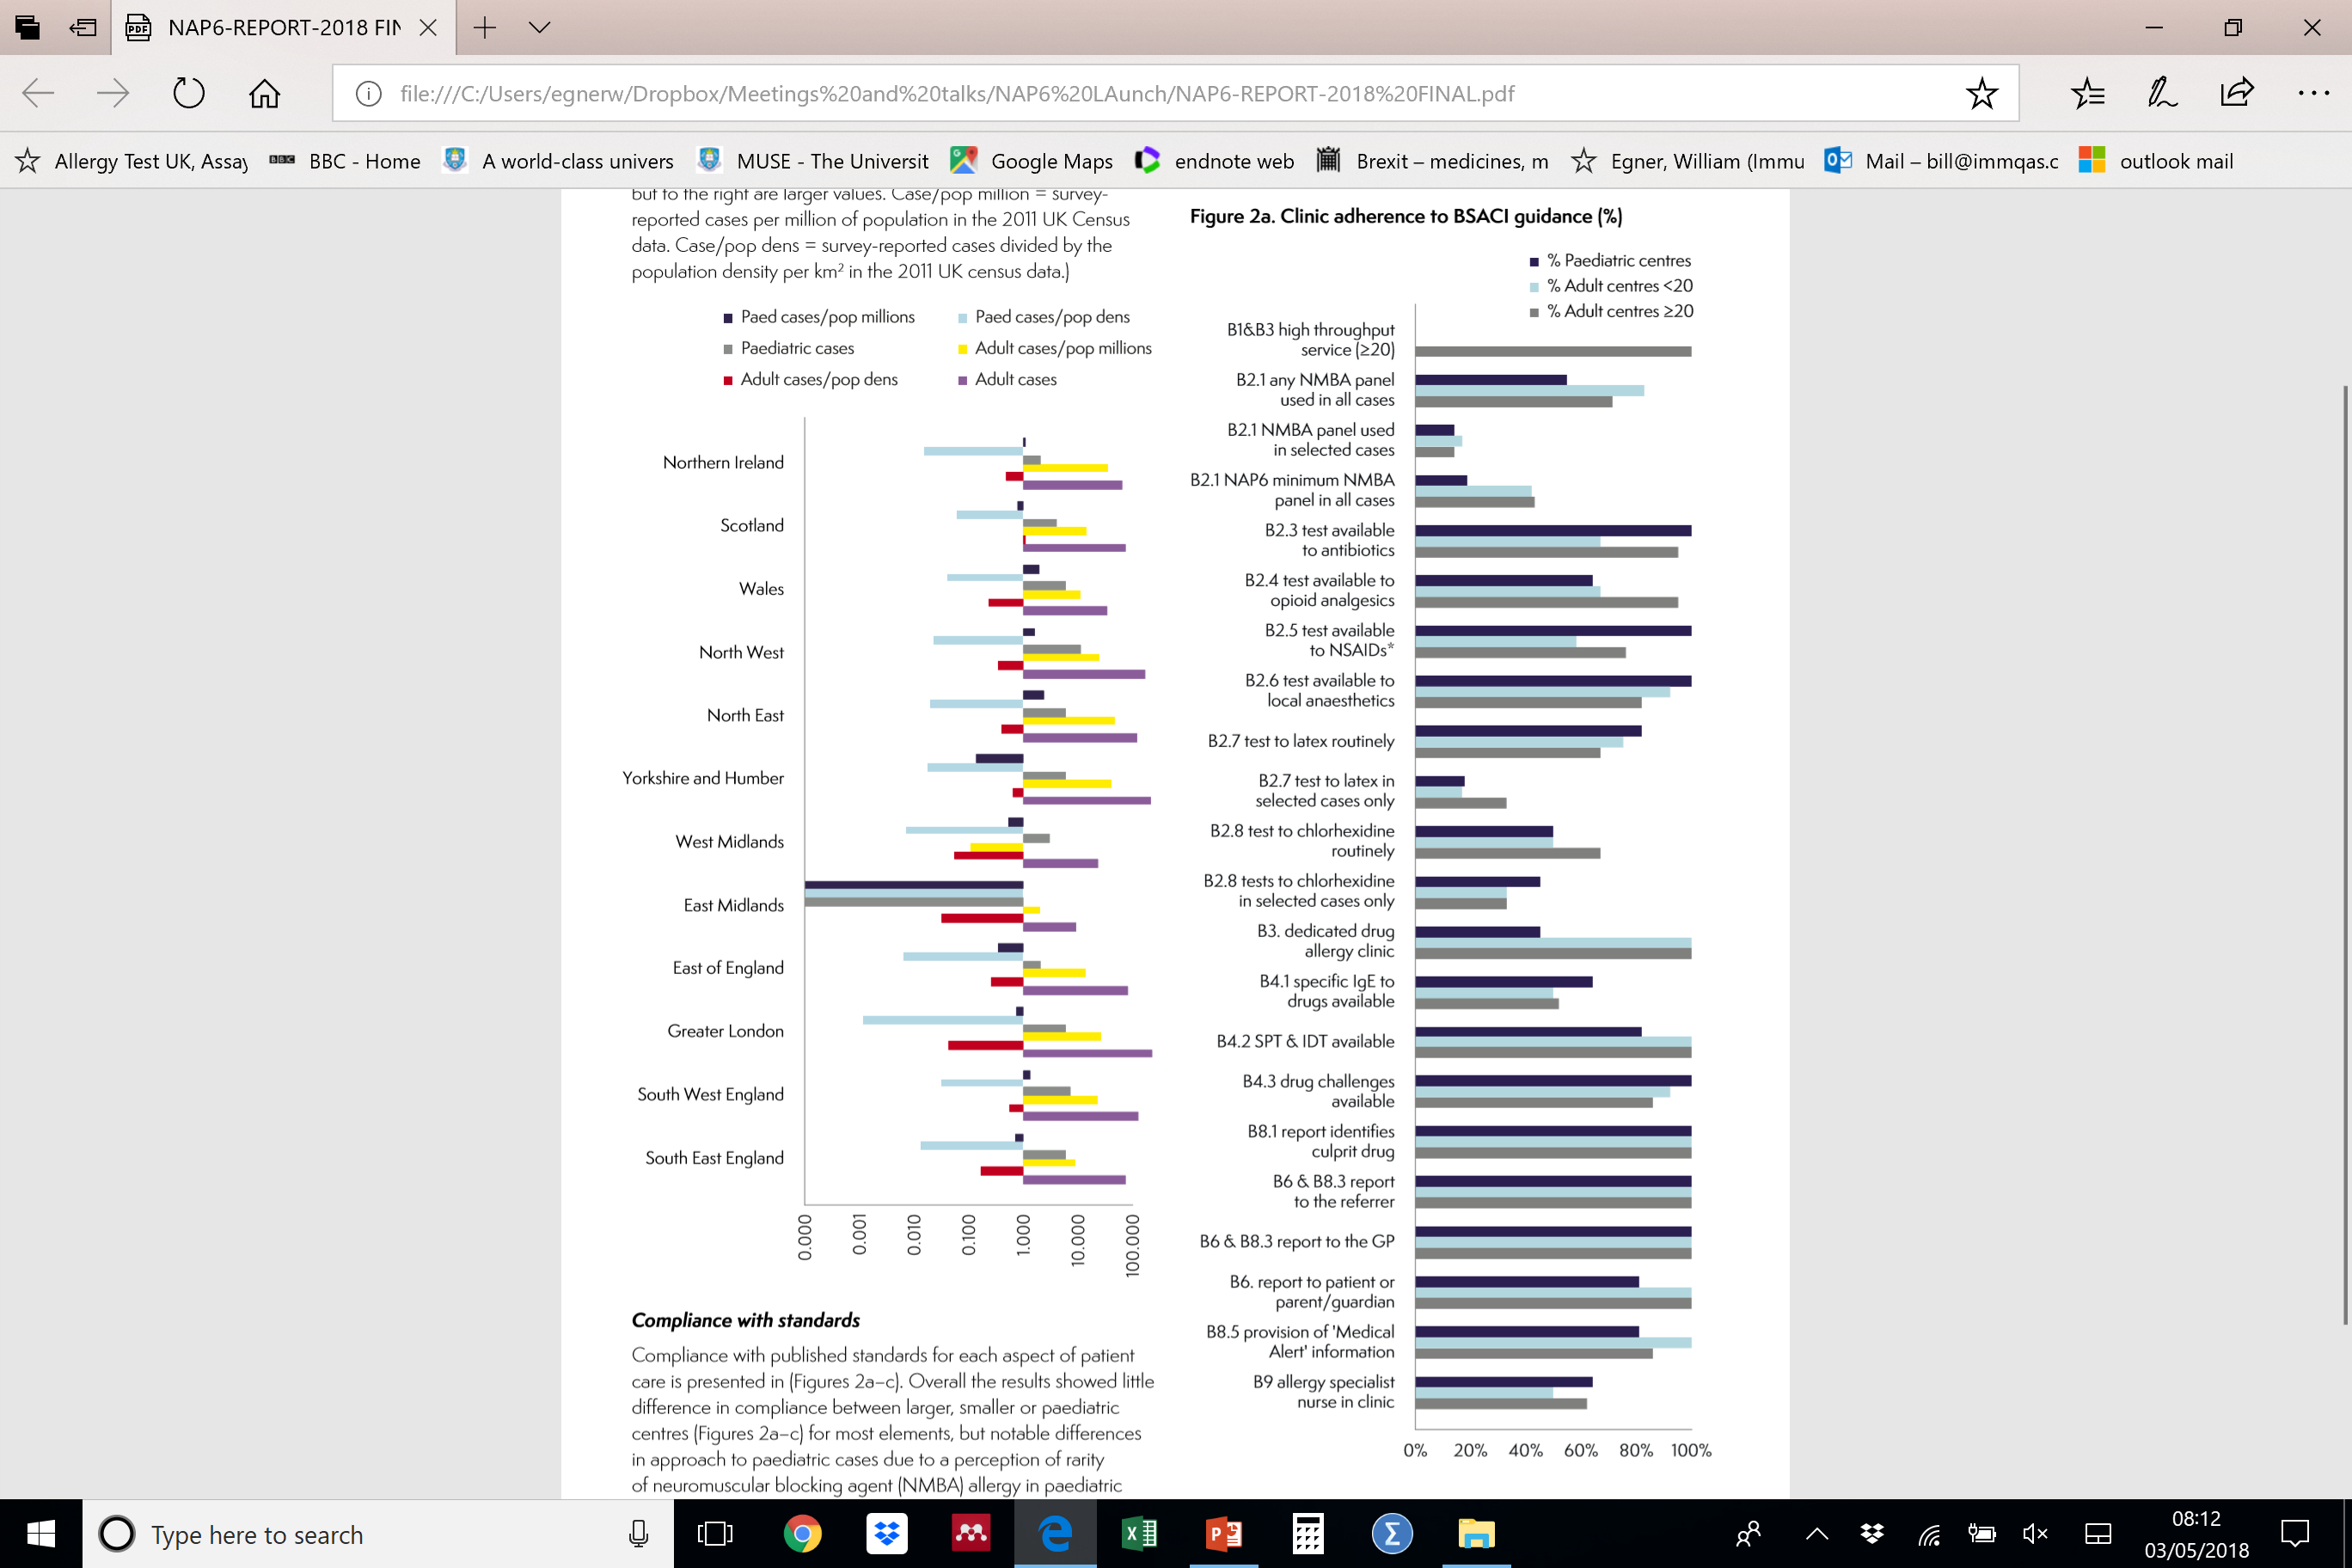 NAP6-REPORT-2018 FIN
file:///C:/Users/egnerw/Dropbox/Meetings%20and%20talks/NAP6%20LAunch/NAP6-REPORT-2018%20FINAL.pdf
Allergy Test UK, Assay
BBC - Home
A world-class univers
MUSE - The Universit
Google Maps
endnote web
Brexit – medicines, m
Egner, William (Immu
Mail – bill@immqas.c
outlook mail
but to the right are larger values. Case/pop million = survey-
reported cases per million of population in the 2011 UK Census
data. Case/pop dens = survey-reported cases divided by the
population density per km² in the 2011 UK census data.)
Paed cases/pop millions
Paed cases/pop dens
Paediatric cases
Adult cases/pop millions
Adult cases/pop dens
Adult cases
Northern Ireland
Scotland
Wales
North West
North East
Yorkshire and Humber
West Midlands
East Midlands
East of England
Greater London
South West England
South East England
0.000
0.001
0.010
0.100
1.000
10.000
100.000
Compliance with standards
Compliance with published standards for each aspect of patient
care is presented in (Figures 2a–c). Overall the results showed little
difference in compliance between larger, smaller or paediatric
centres (Figures 2a–c) for most elements, but notable differences
in approach to paediatric cases due to a perception of rarity
of neuromuscular blocking agent (NMBA) allergy in paediatric
Figure 2a. Clinic adherence to BSACI guidance (%)
% Paediatric centres
% Adult centres <20
% Adult centres ≥20
B1&B3 high throughput
service (≥20)
B2.1 any NMBA panel
used in all cases
B2.1 NMBA panel used
in selected cases
B2.1 NAP6 minimum NMBA
panel in all cases
B2.3 test available
to antibiotics
B2.4 test available to
opioid analgesics
B2.5 test available
to NSAIDs*
B2.6 test available to
local anaesthetics
B2.7 test to latex routinely
B2.7 test to latex in
selected cases only
B2.8 test to chlorhexidine
routinely
B2.8 tests to chlorhexidine
in selected cases only
B3. dedicated drug
allergy clinic
B4.1 specific IgE to
drugs available
B4.2 SPT & IDT available
B4.3 drug challenges
available
B8.1 report identifies
culprit drug
B6 & B8.3 report
to the referrer
B6 & B8.3 report to the GP
B6. report to patient or
parent/guardian
B8.5 provision of 'Medical
Alert' information
B9 allergy specialist
nurse in clinic
0% 20% 40% 60% 80% 100%
Type here to search
08:12
03/05/2018